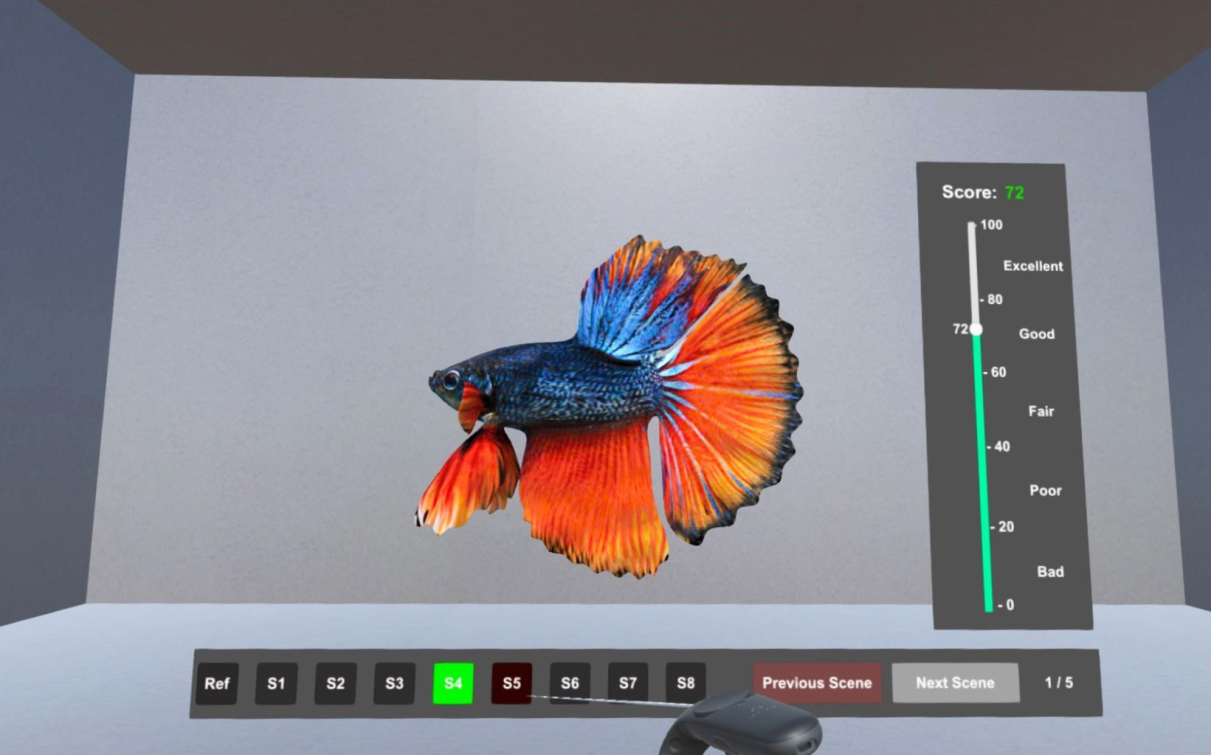 Score: 72
100
Excellent
80
72
Good
60
Fair
40
Poor
20
Bad
0
Ref S1 S2 S3 S4 S5 S6 S7 S8 Previous Scene Next Scene 1 / 5